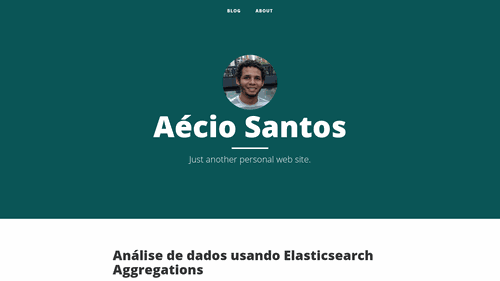 BLOG ABOUT
Aécio Santos
Just another personal web site.
Análise de dados usando Elasticsearch
Aggregations